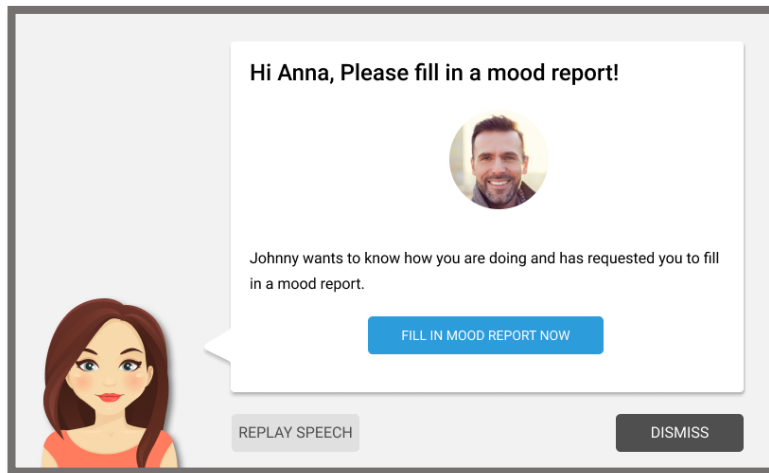 Hi Anna, Please fill in a mood report!
Johnny wants to know how you are doing and has requested you to fill
in a mood report.
FILL IN MOOD REPORT NOW
REPLAY SPEECH
DISMISS